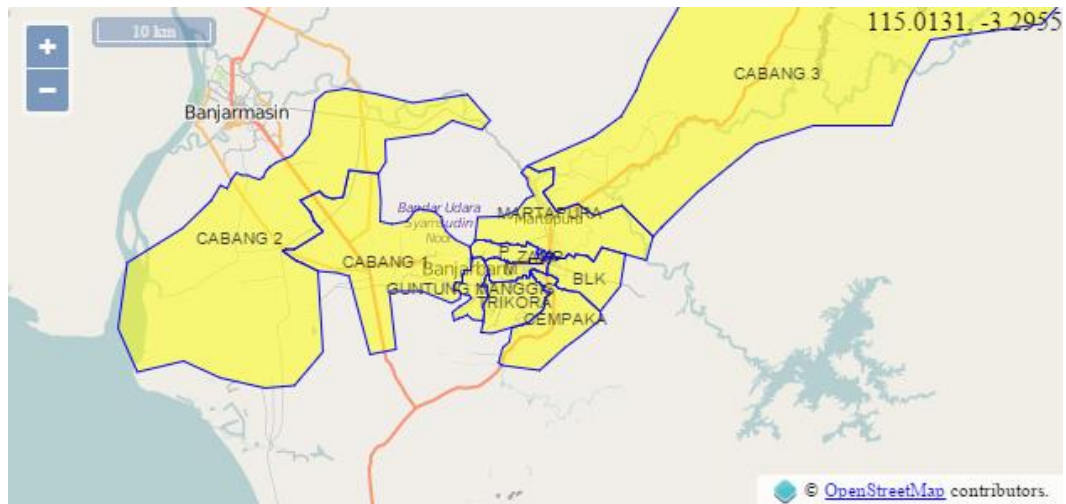 +
10 km
115.0131, -3.2955
−
CABANG 3
Banjarmasin
Bandar Udara
Syamsudin
Noor
MARTAPURA
Martapura
CABANG 2
CABANG 1
P
Banjarbaru
M
BLK
GUNTUNG MANGGIS
TRIKORA
CEMPAKA
© OpenStreetMap contributors.